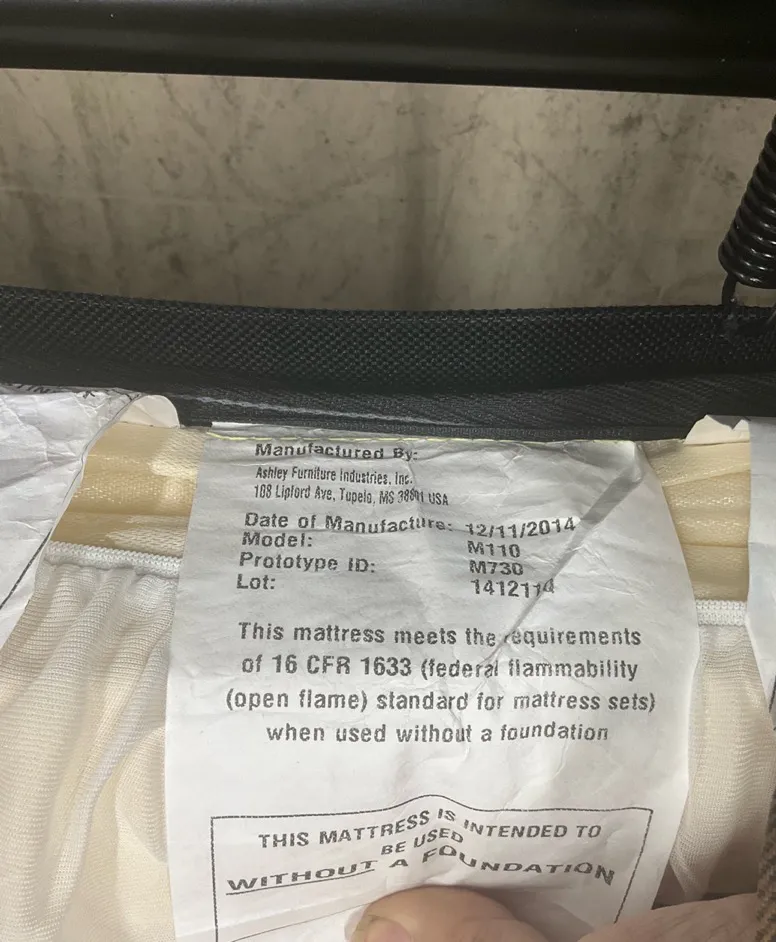 Manufactured By:
Ashley Furniture Industries, Inc.
108 Lipford Ave, Tupelo, MS 38801 USA
Date of Manufacture: 12/11/2014
Model: M110
Prototype ID: M730
Lot: 1412114
This mattress meets the requirements
of 16 CFR 1633 (federal flammability
(open flame) standard for mattress sets)
when used without a foundation
THIS MATTRESS IS INTENDED TO
BE USED
WITHOUT A FOUNDATION